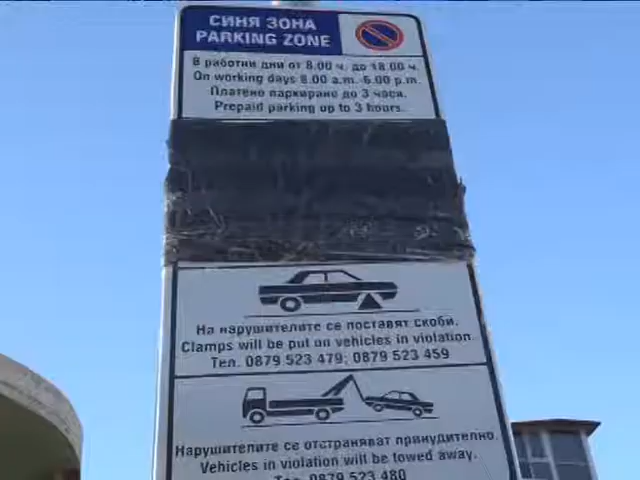 СИНЯ ЗОНА
PARKING ZONE
В работни дни от 8.00 ч. до 18.00 ч.
On working days 8.00 a.m.-6.00 p.m.
Платено паркиране до 3 часа.
Prepaid parking up to 3 hours.
На нарушителите се поставят скоби.
Clamps will be put on vehicles in violation
Тел. 0879 523 479; 0879 523 459
Нарушителите се отстраняват принудително.
Vehicles in violation will be towed away.
Тел. 0879 523 480